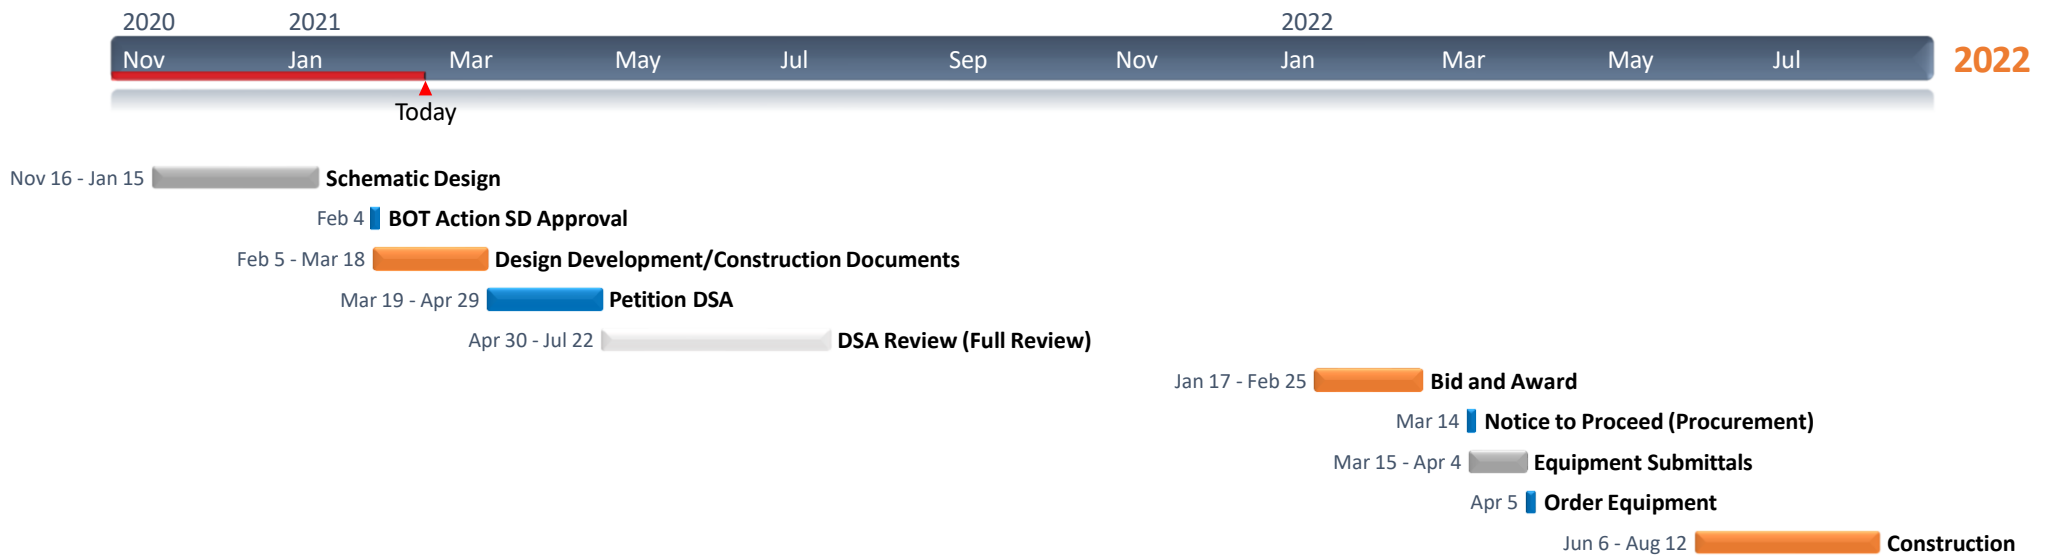 2020 2021 2022
Nov Jan Mar May Jul Sep Nov Jan Mar May Jul 2022
Today
Nov 16 - Jan 15 Schematic Design
Feb 4 BOT Action SD Approval
Feb 5 - Mar 18 Design Development/Construction Documents
Mar 19 - Apr 29 Petition DSA
Apr 30 - Jul 22 DSA Review (Full Review)
Jan 17 - Feb 25 Bid and Award
Mar 14 Notice to Proceed (Procurement)
Mar 15 - Apr 4 Equipment Submittals
Apr 5 Order Equipment
Jun 6 - Aug 12 Construction